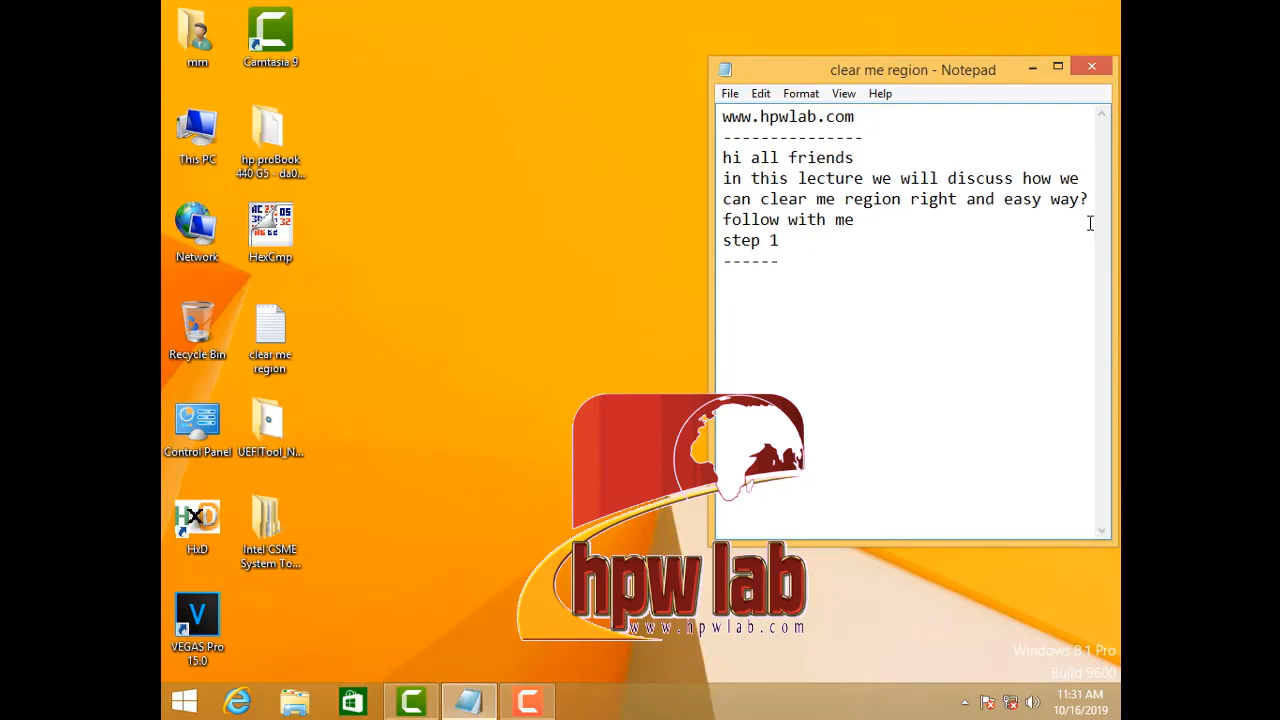 mm
Camtasia 9
This PC
hp proBook
440 G5 - da0...
Network
HexCmp
Recycle Bin
clear me
region
Control Panel
UEFITool_N...
HxD
HxD
Intel CSME
System To...
VEGAS Pro
15.0
clear me region - Notepad
File Edit Format View Help
www.hpwlab.com
---------------
hi all friends
in this lecture we will discuss how we
can clear me region right and easy way?
follow with me
step 1
------
hpw lab
www.hpwlab.com
Windows 8.1 Pro
Build 9600
11:31 AM
10/16/2019